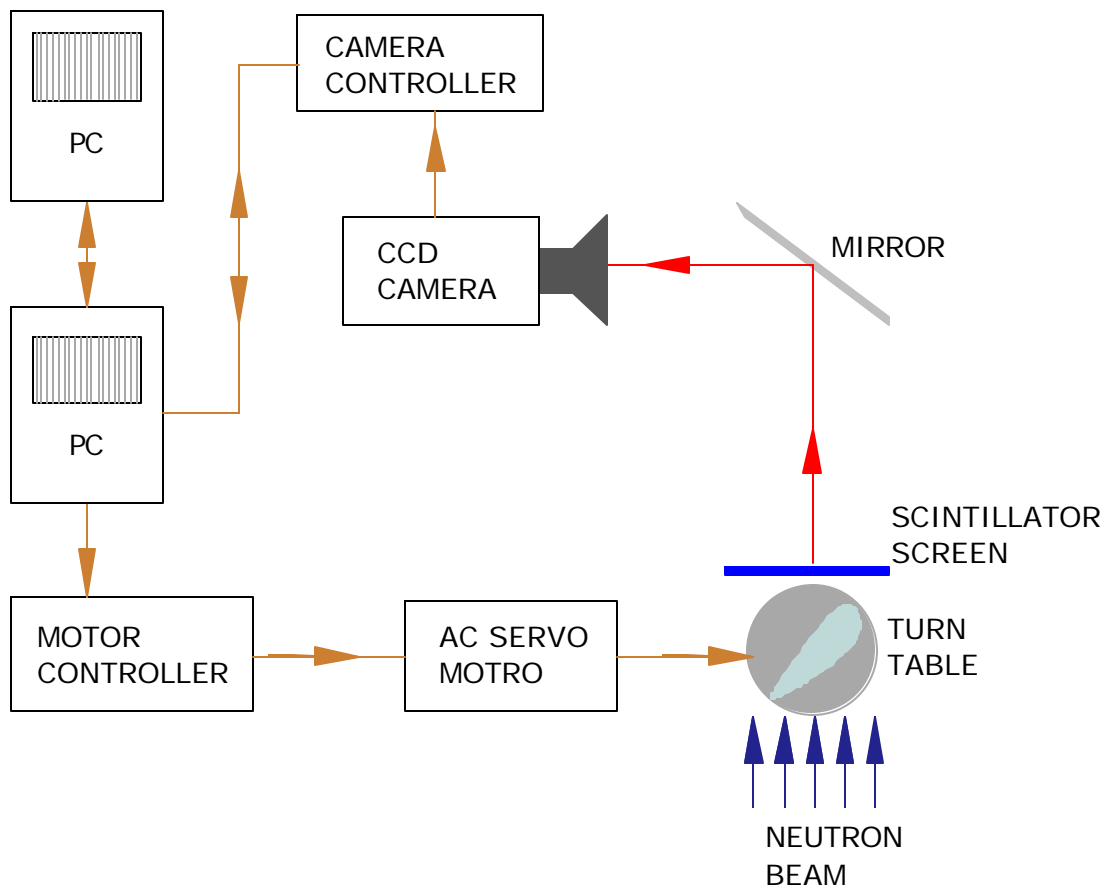 PC
CAMERA
CONTROLLER
CCD
CAMERA
MIRROR
PC
SCINTILLATOR
SCREEN
MOTOR
CONTROLLER
AC SERVO
MOTRO
TURN
TABLE
NEUTRON
BEAM